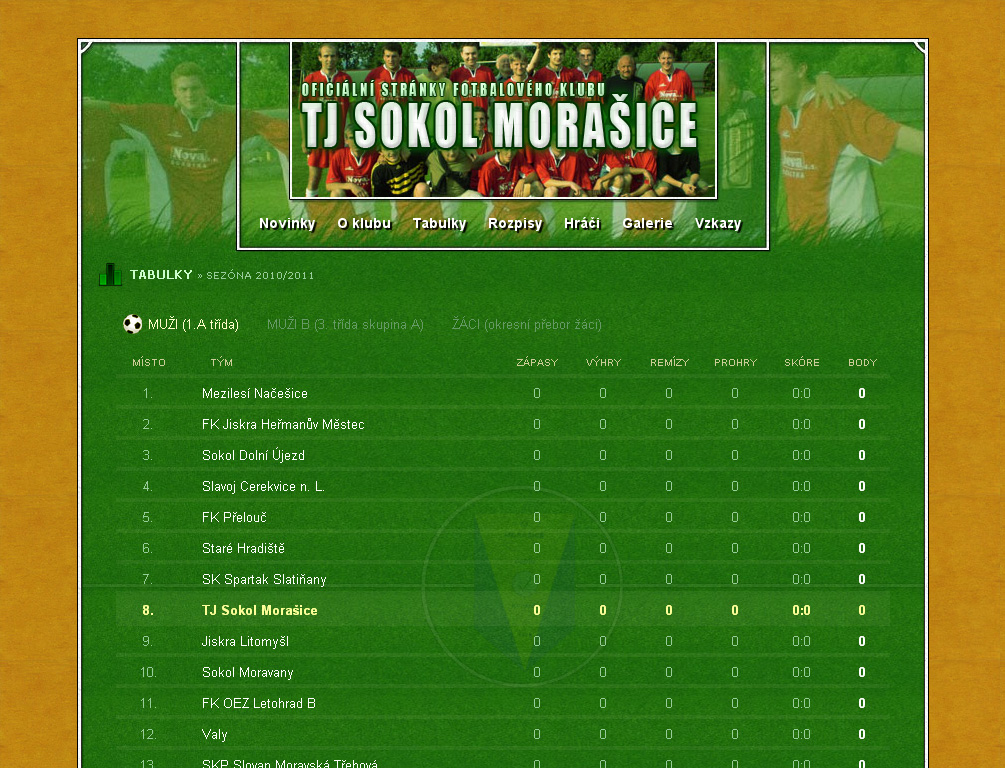 OFICIÁLNÍ STRÁNKY FOTBALOVÉHO KLUBU
TJ SOKOL MORAŠICE
Novinky O klubu Tabulky Rozpisy Hráči Galerie Vzkazy
TABULKY » SEZÓNA 2010/2011
MUŽI (1.A třída) MUŽI B (3. třída skupina A) ŽÁCI (okresní přebor žáci)
MÍSTO TÝM ZÁPASY VÝHRY REMÍZY PROHRY SKÓRE BODY
1. Mezilesí Načešice 0 0 0 0 0:0 0
2. FK Jiskra Heřmanův Městec 0 0 0 0 0:0 0
3. Sokol Dolní Újezd 0 0 0 0 0:0 0
4. Slavoj Cerekvice n. L. 0 0 0 0 0:0 0
5. FK Přelouč 0 0 0 0 0:0 0
6. Staré Hradiště 0 0 0 0 0:0 0
7. SK Spartak Slatiňany 0 0 0 0 0:0 0
8. TJ Sokol Morašice 0 0 0 0 0:0 0
9. Jiskra Litomyšl 0 0 0 0 0:0 0
10. Sokol Moravany 0 0 0 0 0:0 0
11. FK OEZ Letohrad B 0 0 0 0 0:0 0
12. Valy 0 0 0 0 0:0 0
13. SKP Slovan Moravská Třebová 0 0 0 0 0:0 0